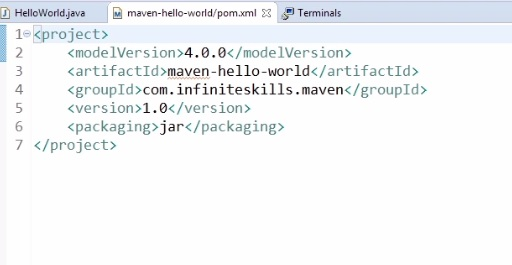 HelloWorld.java maven-hello-world/pom.xml Terminals
1 <project>
2 <modelVersion>4.0.0</modelVersion>
3 <artifactId>maven-hello-world</artifactId>
4 <groupId>com.infiniteskills.maven</groupId>
5 <version>1.0</version>
6 <packaging>jar</packaging>
7 </project>